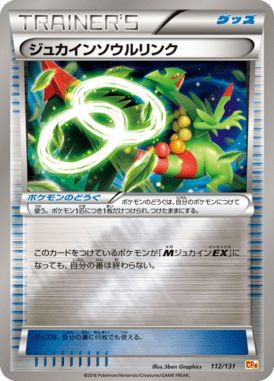 TRAINER'S グッズ
ジュカインソウルリンク
ポケモンのどうぐ
ポケモンのどうぐは、自分のポケモンにつけて
使う。ポケモン1匹につき1枚だけつけられ、つけたままにする。
このカードをつけているポケモンが「MジュカインEX」に
なっても、自分の番は終わらない。
グッズは、自分の番に何枚でも使える。
Illus.5ban Graphics 112/131
©2016 Pokémon/Nintendo/Creatures/GAME FREAK.